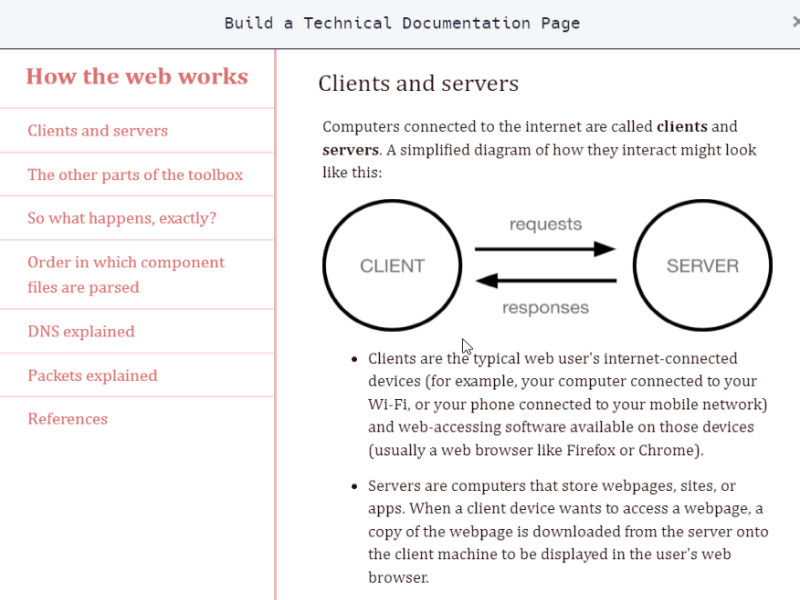 Build a Technical Documentation Page
×
How the web works
Clients and servers
The other parts of the toolbox
So what happens, exactly?
Order in which component
files are parsed
DNS explained
Packets explained
References
Clients and servers
Computers connected to the internet are called clients and
servers. A simplified diagram of how they interact might look
like this:
requests
CLIENT
SERVER
responses
• Clients are the typical web user's internet-connected
devices (for example, your computer connected to your
Wi-Fi, or your phone connected to your mobile network)
and web-accessing software available on those devices
(usually a web browser like Firefox or Chrome).
• Servers are computers that store webpages, sites, or
apps. When a client device wants to access a webpage, a
copy of the webpage is downloaded from the server onto
the client machine to be displayed in the user's web
browser.